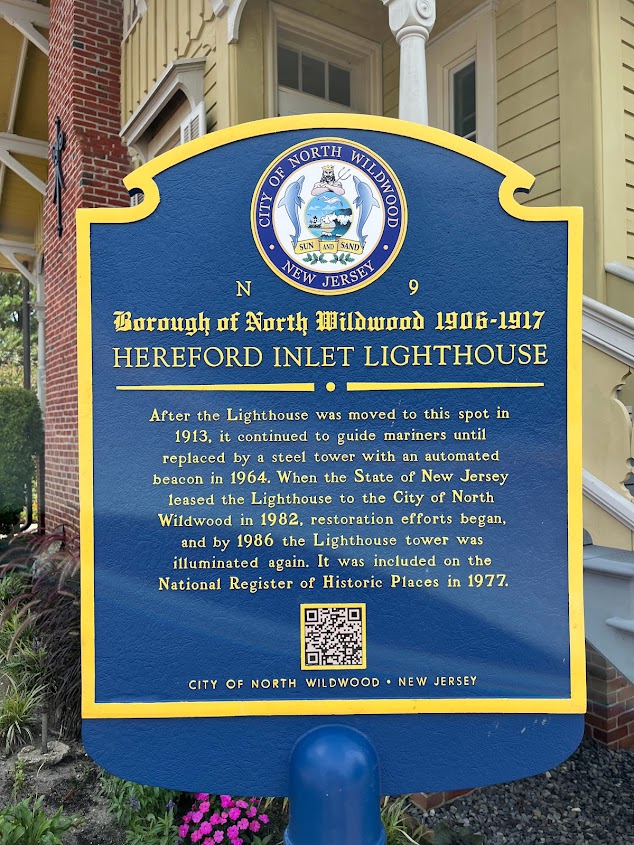 CITY OF NORTH WILDWOOD
SUN AND SAND
NEW JERSEY
N 9
Borough of North Wildwood 1906-1917
HEREFORD INLET LIGHTHOUSE
After the Lighthouse was moved to this spot in
1913, it continued to guide mariners until
replaced by a steel tower with an automated
beacon in 1964. When the State of New Jersey
leased the Lighthouse to the City of North
Wildwood in 1982, restoration efforts began,
and by 1986 the Lighthouse tower was
illuminated again. It was included on the
National Register of Historic Places in 1977.
CITY OF NORTH WILDWOOD • NEW JERSEY